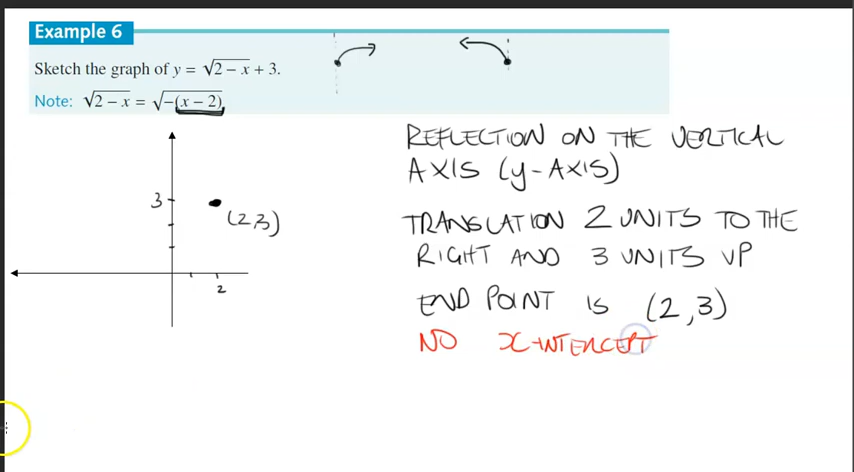 Example 6
Sketch the graph of y = √2 − x + 3.
Note: √2 − x = √−(x − 2)
REFLECTION ON THE VERTICAL
AXIS (y-AXIS)
3
(2,3)
TRANSLATION 2 UNITS TO THE
RIGHT AND 3 UNITS UP
2
END POINT IS (2,3)
NO x-INTERCEPT